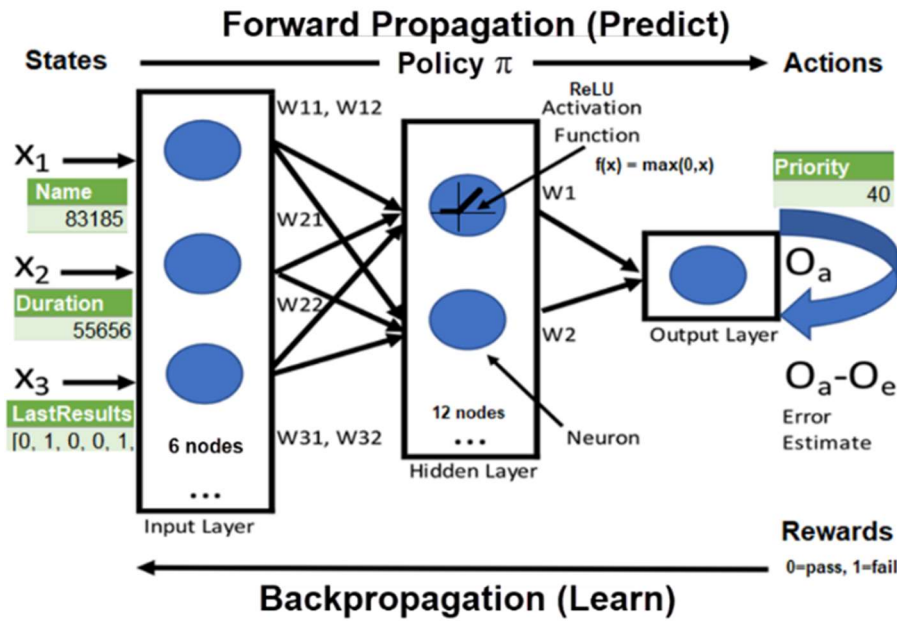 Forward Propagation (Predict)
States
Policy π
Actions
W11, W12
ReLU
Activation
Function
f(x) = max(0,x)
X1
Name
83185
W21
W1
Priority
40
X2
Duration
55656
W22
Oa
W2
Output Layer
X3
LastResults
[0, 1, 0, 0, 1,
6 nodes
...
Input Layer
W31, W32
12 nodes
...
Hidden Layer
Neuron
Oa-Oe
Error
Estimate
Rewards
0=pass, 1=fail
Backpropagation (Learn)